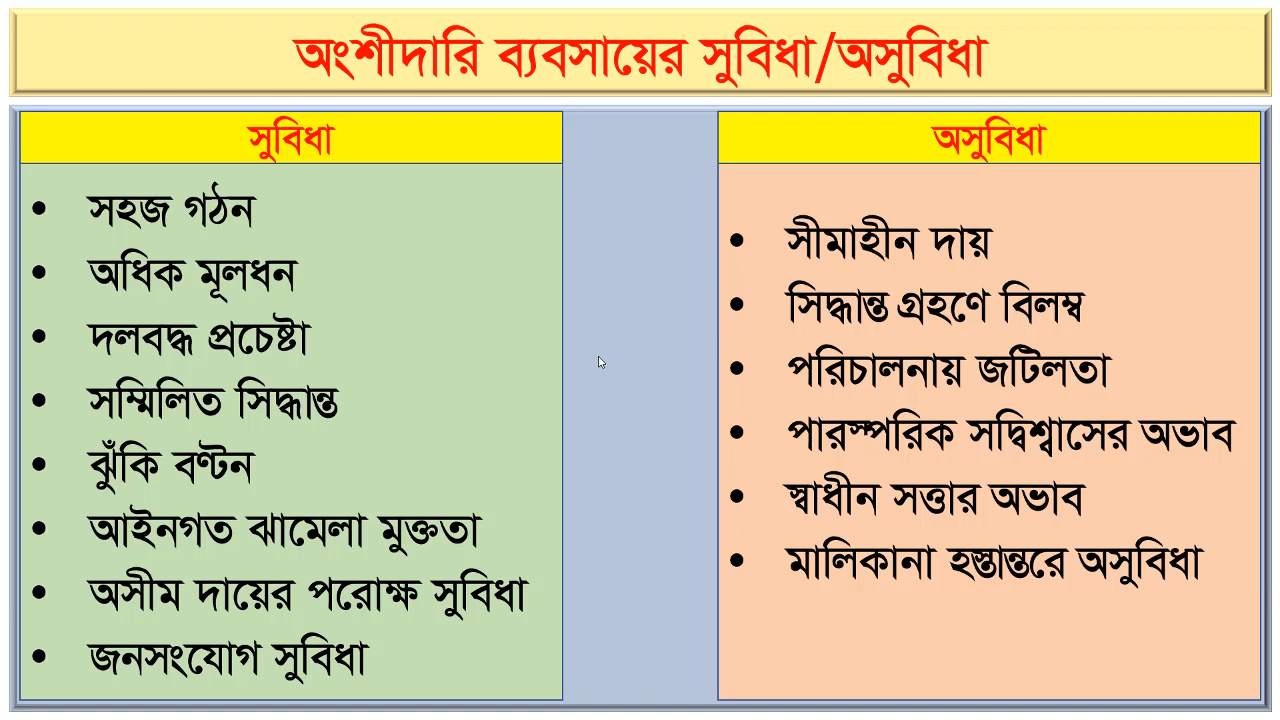 অংশীদারি ব্যবসায়ের সুবিধা/অসুবিধা
সুবিধা
• সহজ গঠন
• অধিক মূলধন
• দলবদ্ধ প্রচেষ্টা
• সম্মিলিত সিদ্ধান্ত
• ঝুঁকি বণ্টন
• আইনগত ঝামেলা মুক্ততা
• অসীম দায়ের পরোক্ষ সুবিধা
• জনসংযোগ সুবিধা
অসুবিধা
• সীমাহীন দায়
• সিদ্ধান্ত গ্রহণে বিলম্ব
• পরিচালনায় জটিলতা
• পারস্পরিক সদ্বিশ্বাসের অভাব
• স্বাধীন সত্তার অভাব
• মালিকানা হস্তান্তরে অসুবিধা